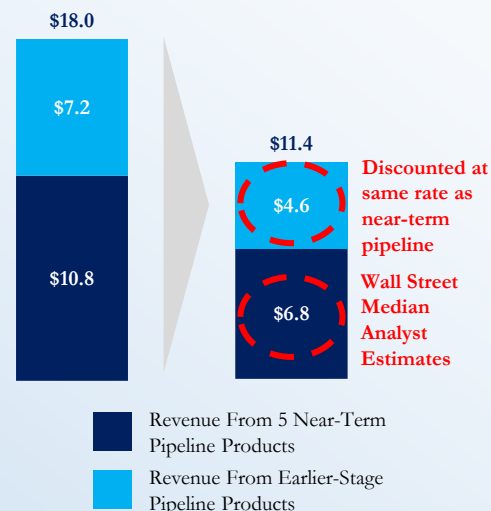 $18.0
$7.2
$10.8
$11.4
$4.6
$6.8
Discounted at
same rate as
near-term
pipeline
Wall Street
Median
Analyst
Estimates
Revenue From 5 Near-Term
Pipeline Products
Revenue From Earlier-Stage
Pipeline Products